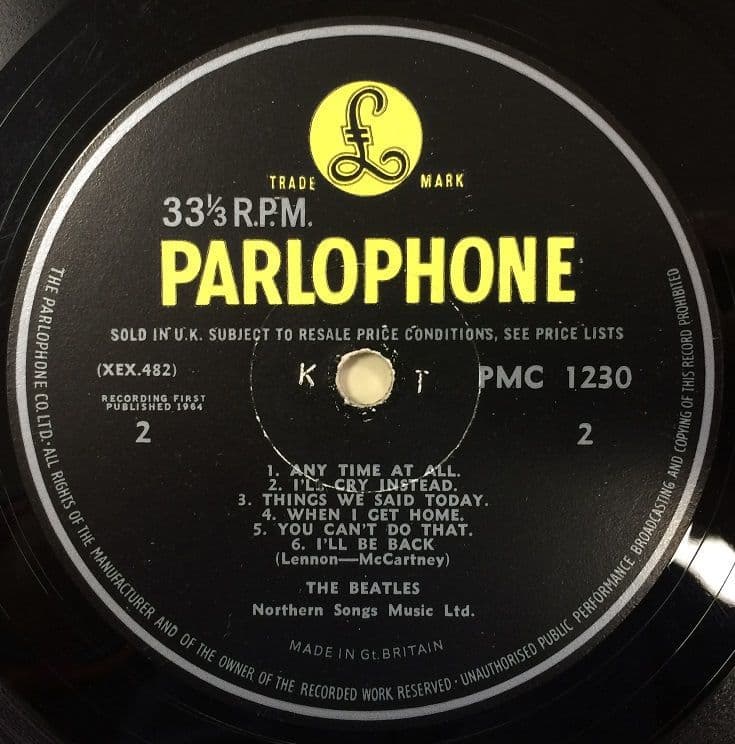 £
TRADE MARK
33⅓ R.P.M.
PARLOPHONE
SOLD IN U.K. SUBJECT TO RESALE PRICE CONDITIONS, SEE PRICE LISTS
(XEX.482)
K T
PMC 1230
RECORDING FIRST
PUBLISHED 1964
2
2
1. ANY TIME AT ALL.
2. I'LL CRY INSTEAD.
3. THINGS WE SAID TODAY.
4. WHEN I GET HOME.
5. YOU CAN'T DO THAT.
6. I'LL BE BACK
(Lennon—McCartney)
THE BEATLES
Northern Songs Music Ltd.
MADE IN Gt. BRITAIN
THE PARLOPHONE CO. LTD. · ALL RIGHTS OF THE MANUFACTURER AND OF THE OWNER OF THE RECORDED WORK RESERVED · UNAUTHORISED PUBLIC PERFORMANCE BROADCASTING AND COPYING OF THIS RECORD PROHIBITED